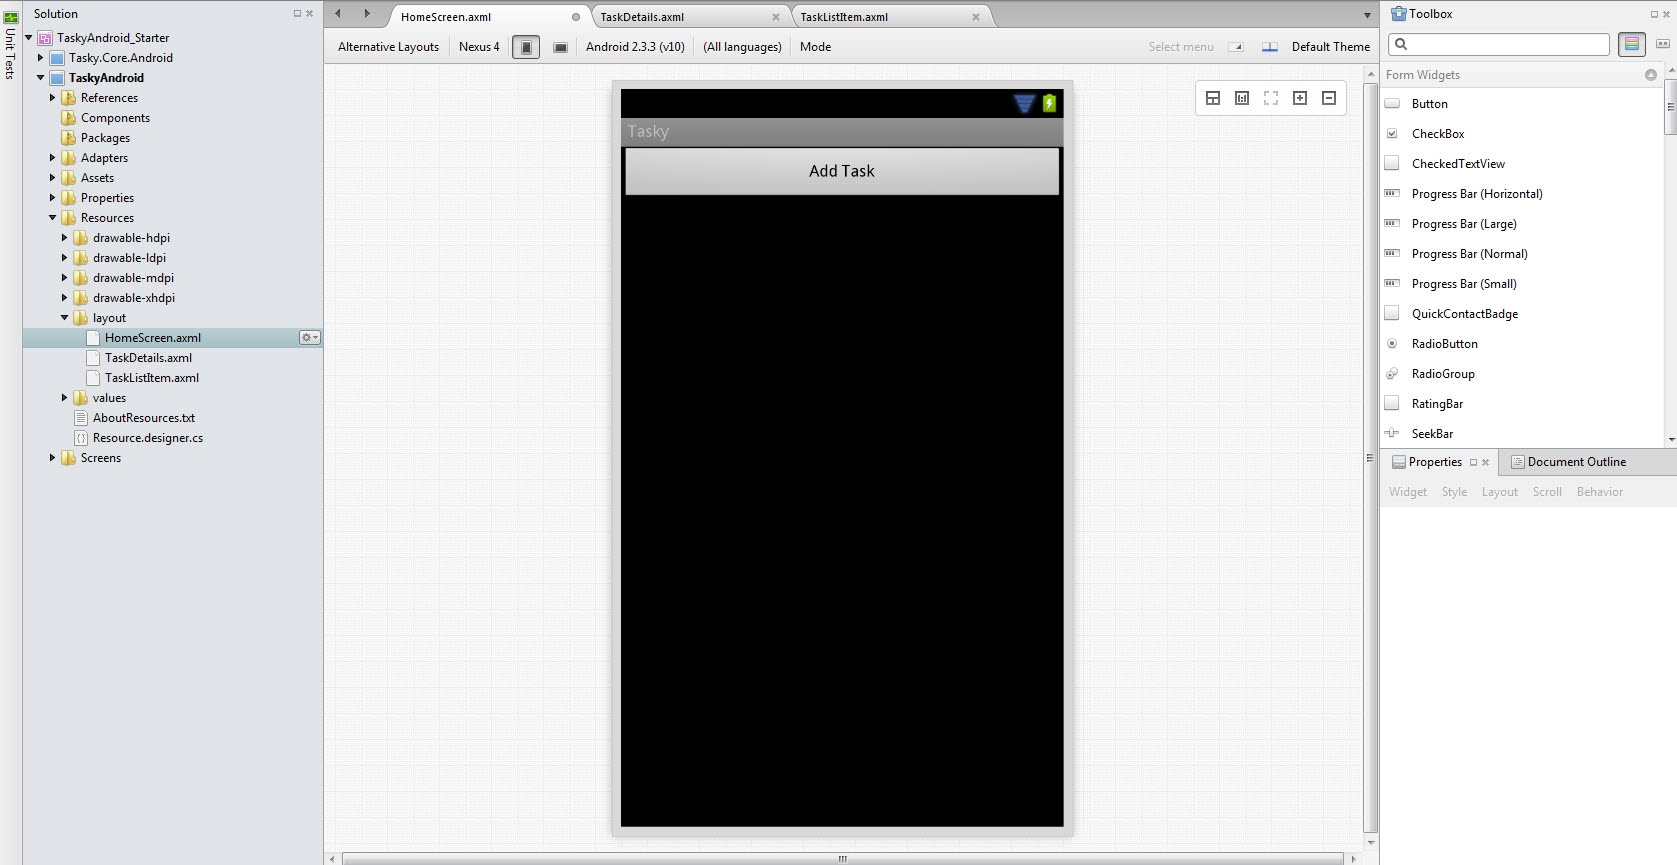 Unit Tests
Solution
TaskyAndroid_Starter
Tasky.Core.Android
TaskyAndroid
References
Components
Packages
Adapters
Assets
Properties
Resources
drawable-hdpi
drawable-ldpi
drawable-mdpi
drawable-xhdpi
layout
HomeScreen.axml
TaskDetails.axml
TaskListItem.axml
values
AboutResources.txt
Resource.designer.cs
Screens
HomeScreen.axml TaskDetails.axml TaskListItem.axml
Alternative Layouts Nexus 4 Android 2.3.3 (v10) (All languages) Mode Select menu Default Theme
Tasky
Add Task
Toolbox
Form Widgets
Button
CheckBox
CheckedTextView
Progress Bar (Horizontal)
Progress Bar (Large)
Progress Bar (Normal)
Progress Bar (Small)
QuickContactBadge
RadioButton
RadioGroup
RatingBar
SeekBar
Properties Document Outline
Widget Style Layout Scroll Behavior